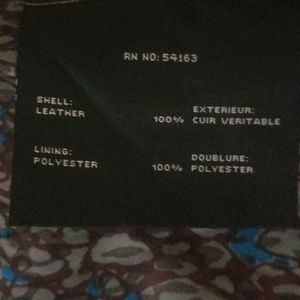 RN NO: 54163
SHELL: EXTERIEUR:
LEATHER 100% CUIR VERITABLE
LINING: DOUBLURE:
POLYESTER 100% POLYESTER